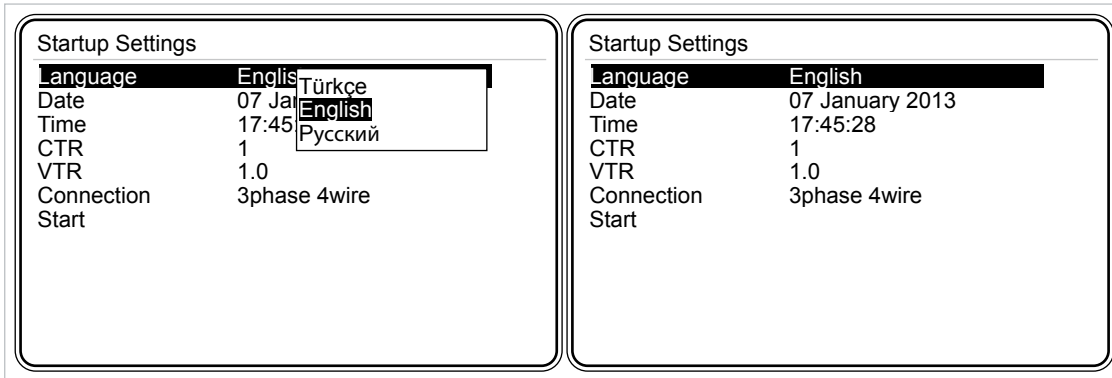 Startup Settings
Language Englis
Date 07 Ja
Time 17:45
CTR 1
VTR 1.0
Connection 3phase 4wire
Start
Türkçe
English
Русский
Startup Settings
Language English
Date 07 January 2013
Time 17:45:28
CTR 1
VTR 1.0
Connection 3phase 4wire
Start